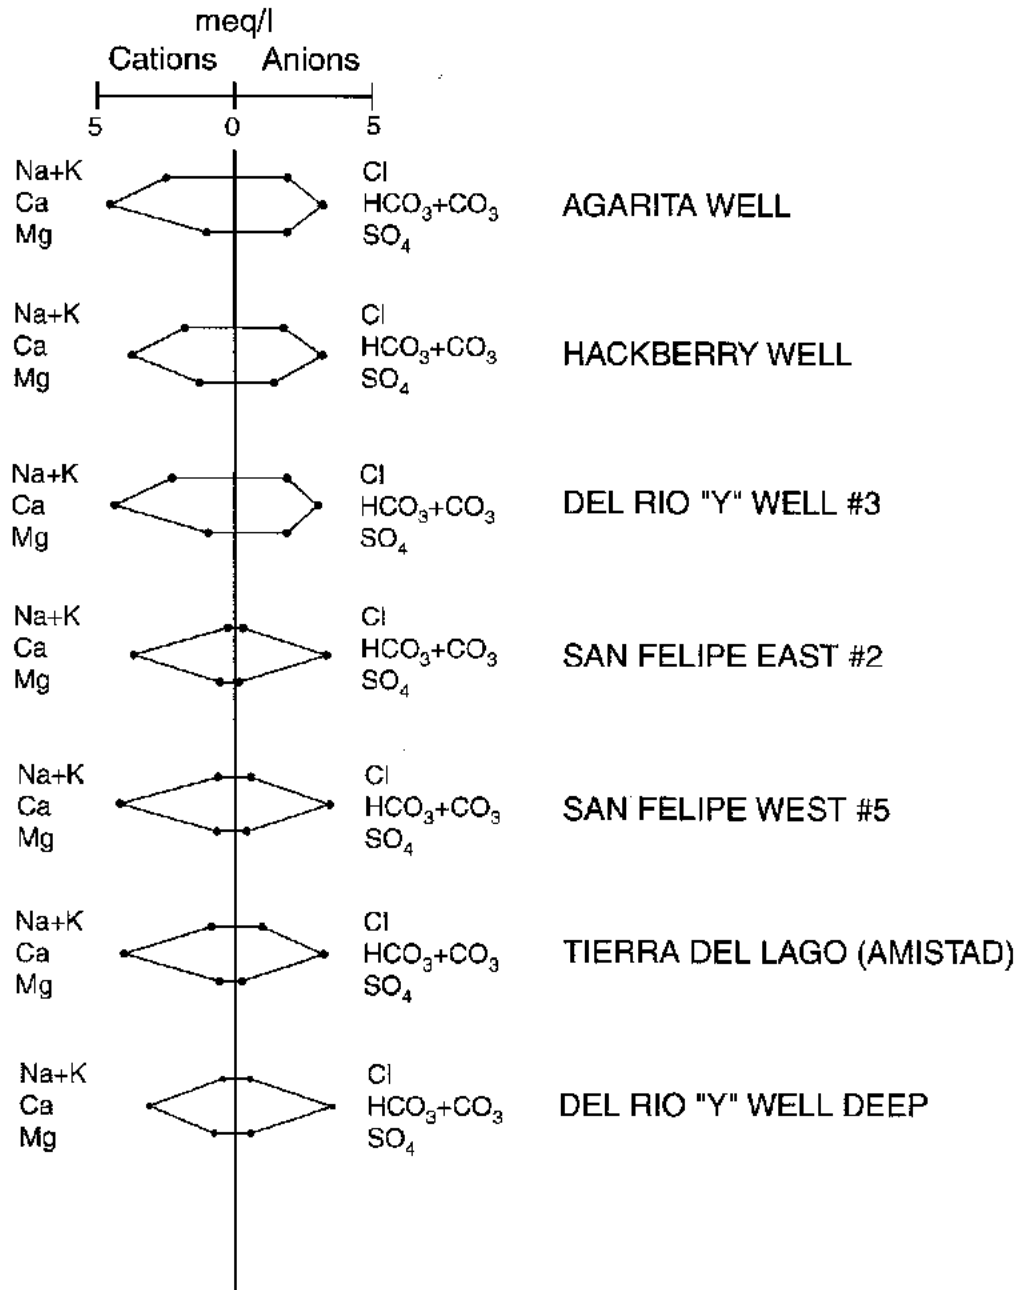 meq/l
Cations Anions
5 0 5
Na+K Cl
Ca HCO₃+CO₃ AGARITA WELL
Mg SO₄
Na+K Cl
Ca HCO₃+CO₃ HACKBERRY WELL
Mg SO₄
Na+K Cl
Ca HCO₃+CO₃ DEL RIO "Y" WELL #3
Mg SO₄
Na+K Cl
Ca HCO₃+CO₃ SAN FELIPE EAST #2
Mg SO₄
Na+K Cl
Ca HCO₃+CO₃ SAN FELIPE WEST #5
Mg SO₄
Na+K Cl
Ca HCO₃+CO₃ TIERRA DEL LAGO (AMISTAD)
Mg SO₄
Na+K Cl
Ca HCO₃+CO₃ DEL RIO "Y" WELL DEEP
Mg SO₄